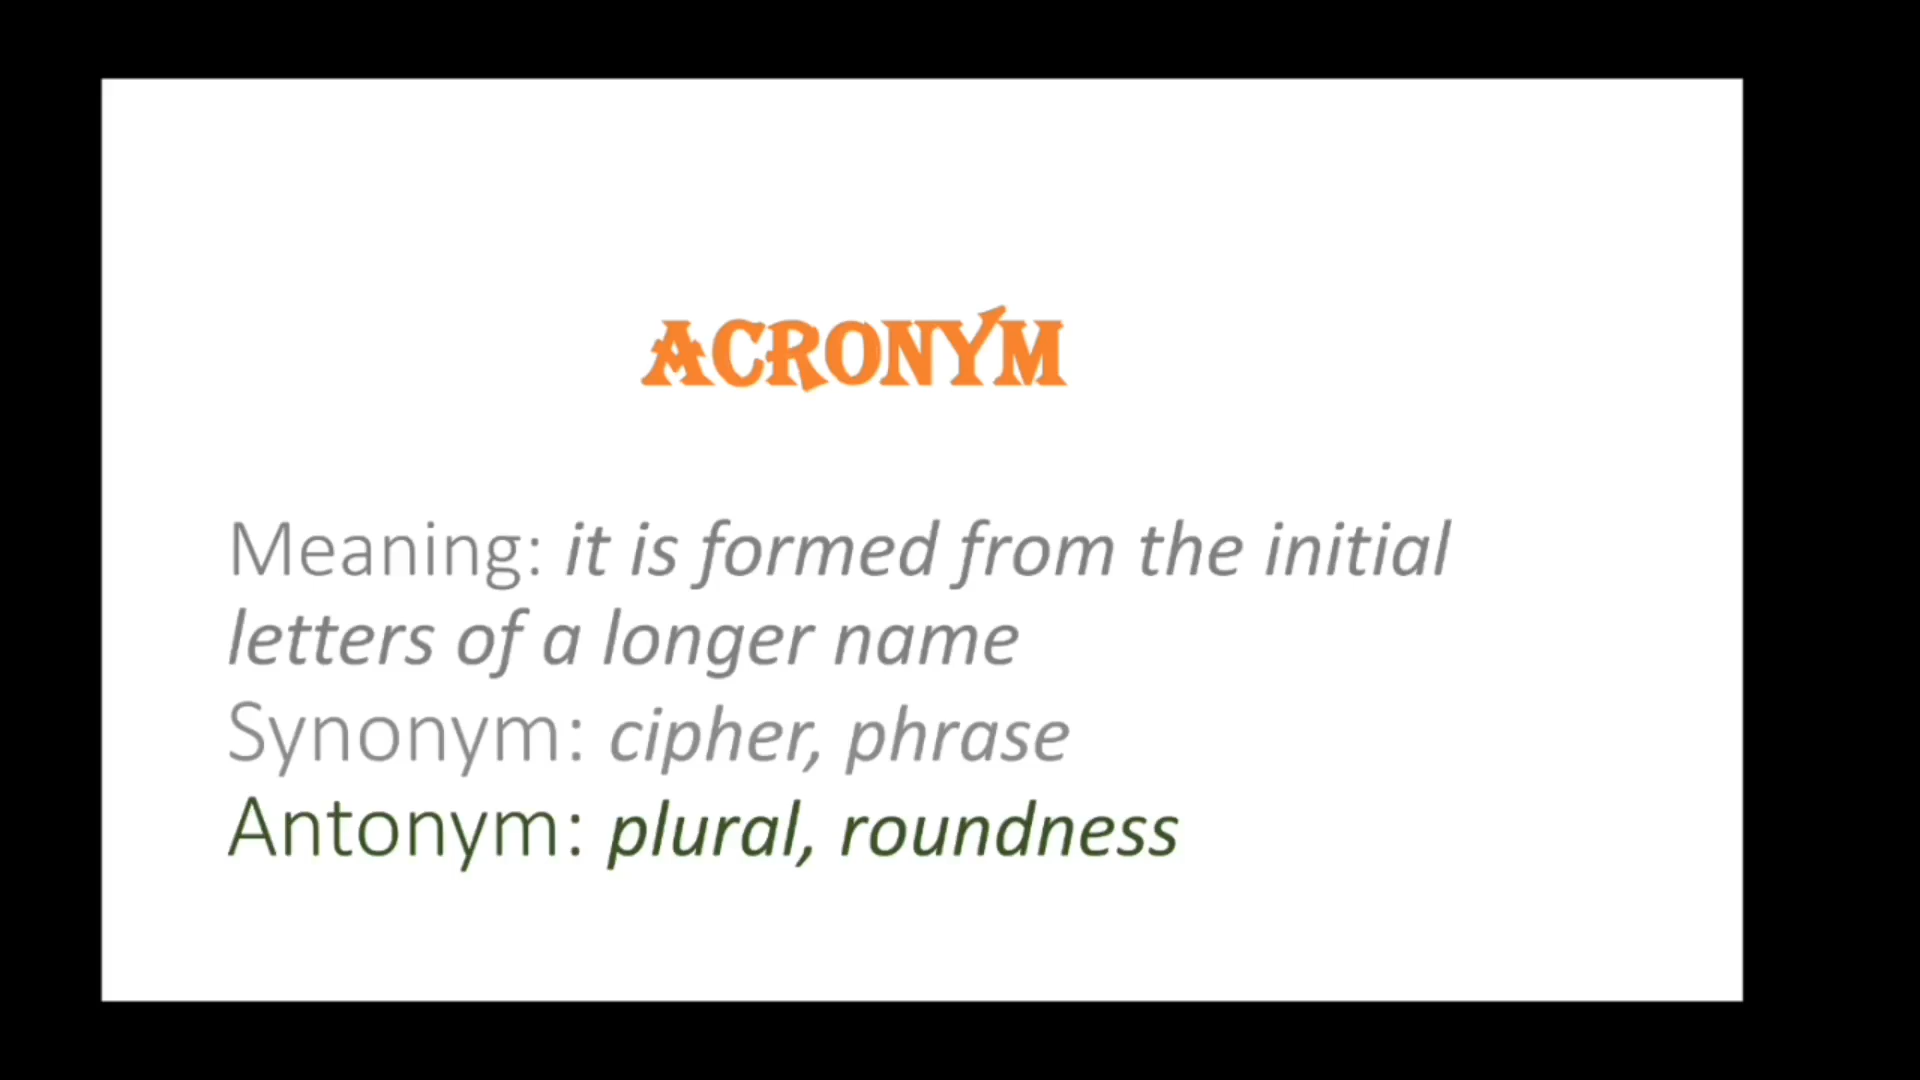 ACRONYM
Meaning: it is formed from the initial
letters of a longer name
Synonym: cipher, phrase
Antonym: plural, roundness